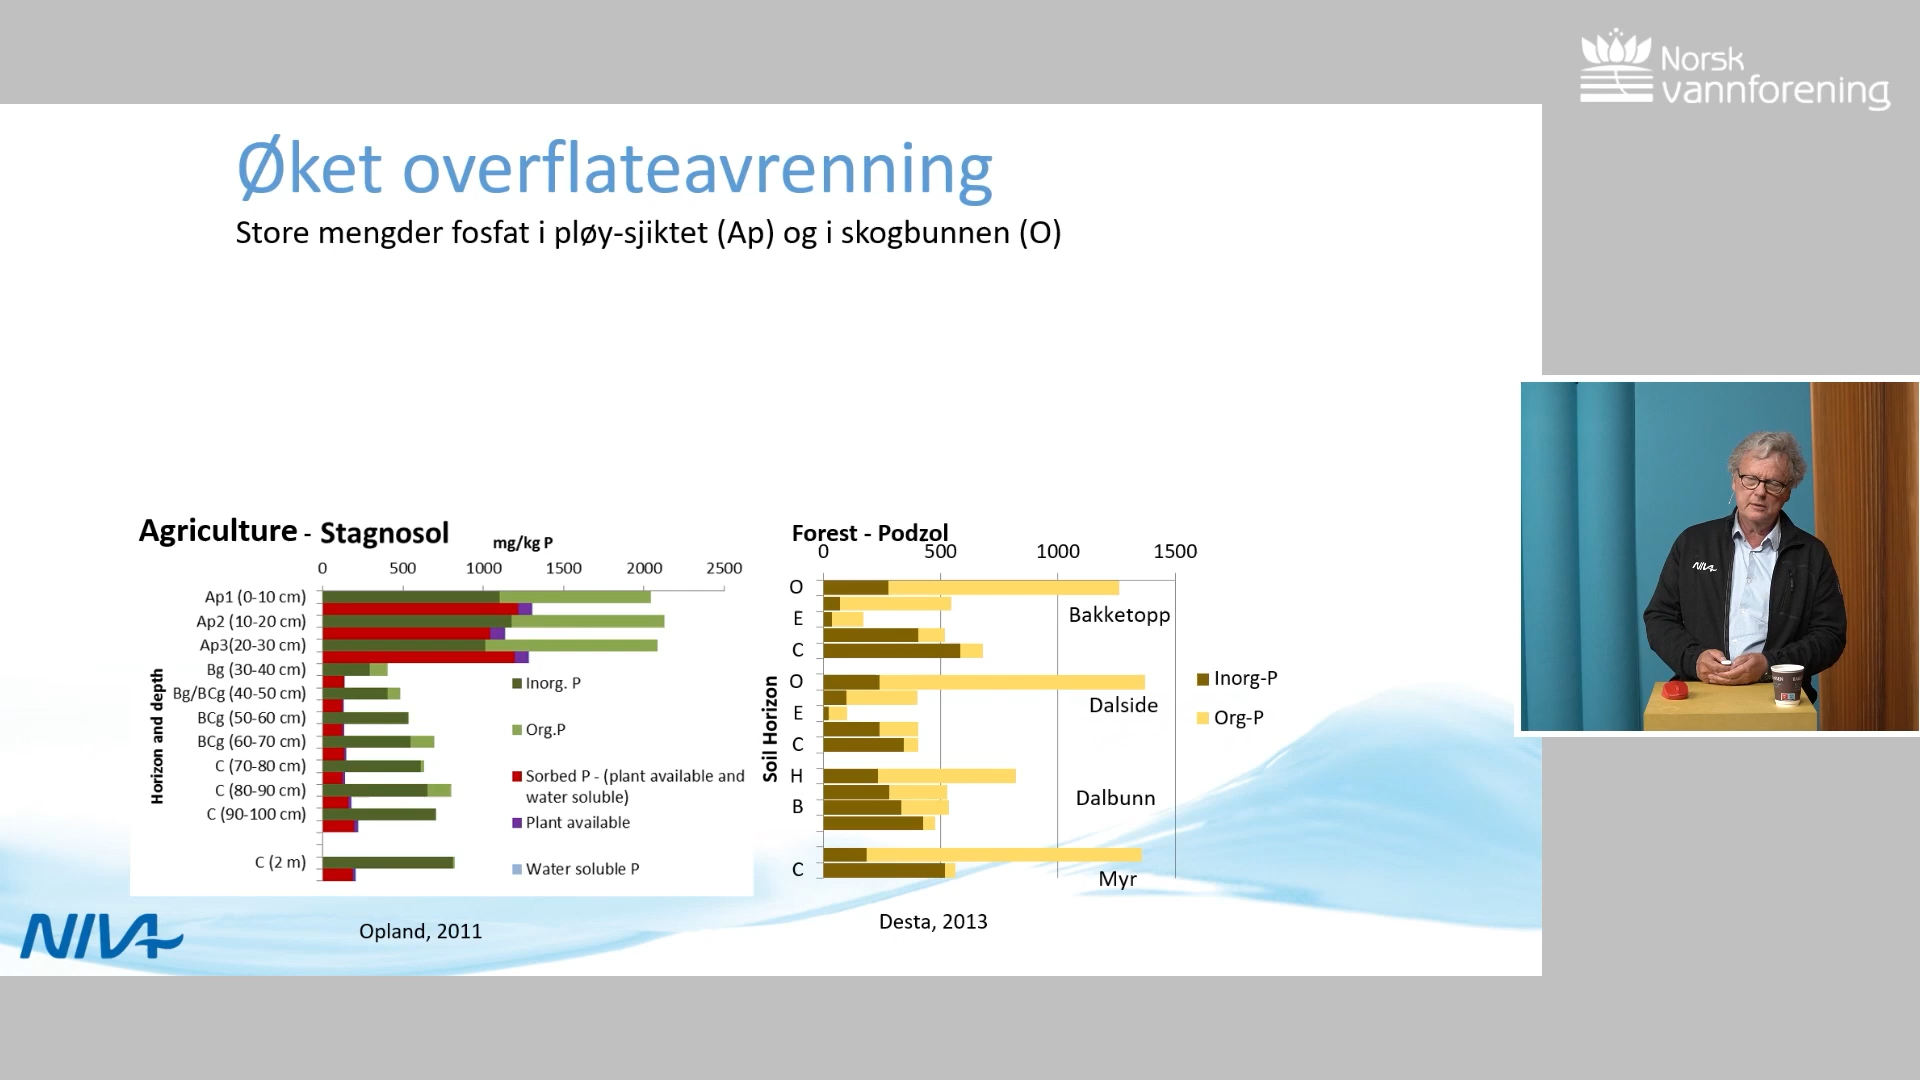 Norsk
vannforening
Øket overflateavrenning
Store mengder fosfat i pløy-sjiktet (Ap) og i skogbunnen (O)
Agriculture - Stagnosol
mg/kg P
0 500 1000 1500 2000 2500
Horizon and depth
Ap1 (0-10 cm)
Ap2 (10-20 cm)
Ap3(20-30 cm)
Bg (30-40 cm)
Bg/BCg (40-50 cm)
BCg (50-60 cm)
BCg (60-70 cm)
C (70-80 cm)
C (80-90 cm)
C (90-100 cm)
C (2 m)
Inorg. P
Org.P
Sorbed P - (plant available and
water soluble)
Plant available
Water soluble P
Opland, 2011
Forest - Podzol
0 500 1000 1500
Soil Horizon
O
E
C
Bakketopp
O
E
C
Dalside
H
B
Dalbunn
C
Myr
Inorg-P
Org-P
Desta, 2013
NIVA
NIVA